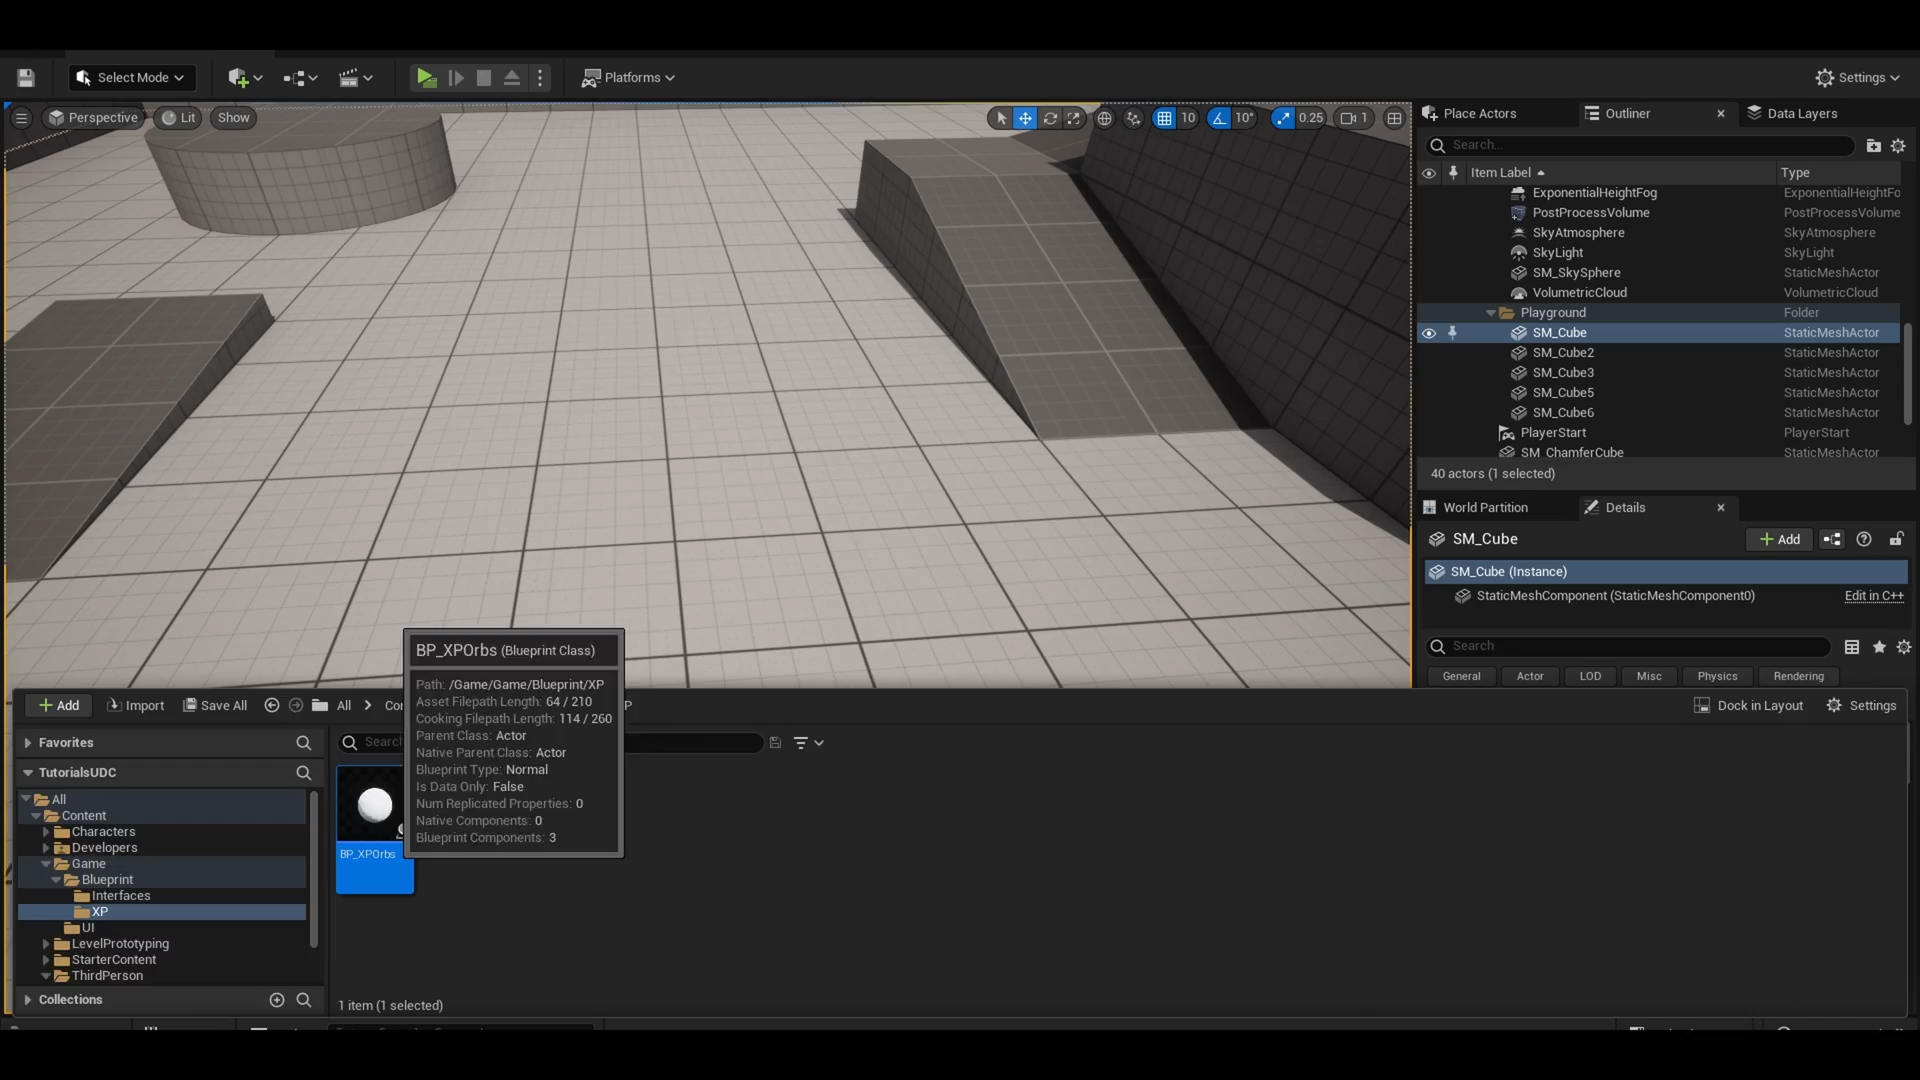 Select Mode
Platforms
Settings
Perspective
Lit
Show
10
10°
0.25
1
Place Actors
Outliner
Data Layers
Search...
Item Label
Type
ExponentialHeightFog ExponentialHeightFo
PostProcessVolume PostProcessVolume
SkyAtmosphere SkyAtmosphere
SkyLight SkyLight
SM_SkySphere StaticMeshActor
VolumetricCloud VolumetricCloud
Playground Folder
SM_Cube StaticMeshActor
SM_Cube2 StaticMeshActor
SM_Cube3 StaticMeshActor
SM_Cube5 StaticMeshActor
SM_Cube6 StaticMeshActor
PlayerStart PlayerStart
SM_ChamferCube StaticMeshActor
40 actors (1 selected)
World Partition
Details
SM_Cube
Add
SM_Cube (Instance)
StaticMeshComponent (StaticMeshComponent0)
Edit in C++
Search
General
Actor
LOD
Misc
Physics
Rendering
BP_XPOrbs (Blueprint Class)
Path: /Game/Game/Blueprint/XP
Asset Filepath Length: 64 / 210
Cooking Filepath Length: 114 / 260
Parent Class: Actor
Native Parent Class: Actor
Blueprint Type: Normal
Is Data Only: False
Num Replicated Properties: 0
Native Components: 0
Blueprint Components: 3
Add
Import
Save All
All
Con
P
Dock in Layout
Settings
Favorites
Searc
TutorialsUDC
All
Content
Characters
Developers
Game
Blueprint
Interfaces
XP
UI
LevelPrototyping
StarterContent
ThirdPerson
Collections
BP_XPOrbs
1 item (1 selected)